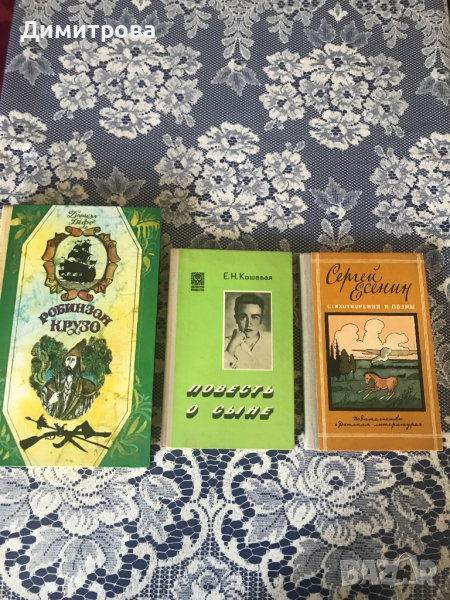 Димитрова
Даниэль
Дефо
РОБИНЗОН
КРУЗО
Е.Н.Кошевая
ПОВЕСТЬ
О СЫНЕ
Сергей
Есенин
СТИХОТВОРЕНИЯ И ПОЭМЫ
Издательство
«Детская литература»
BAZAR